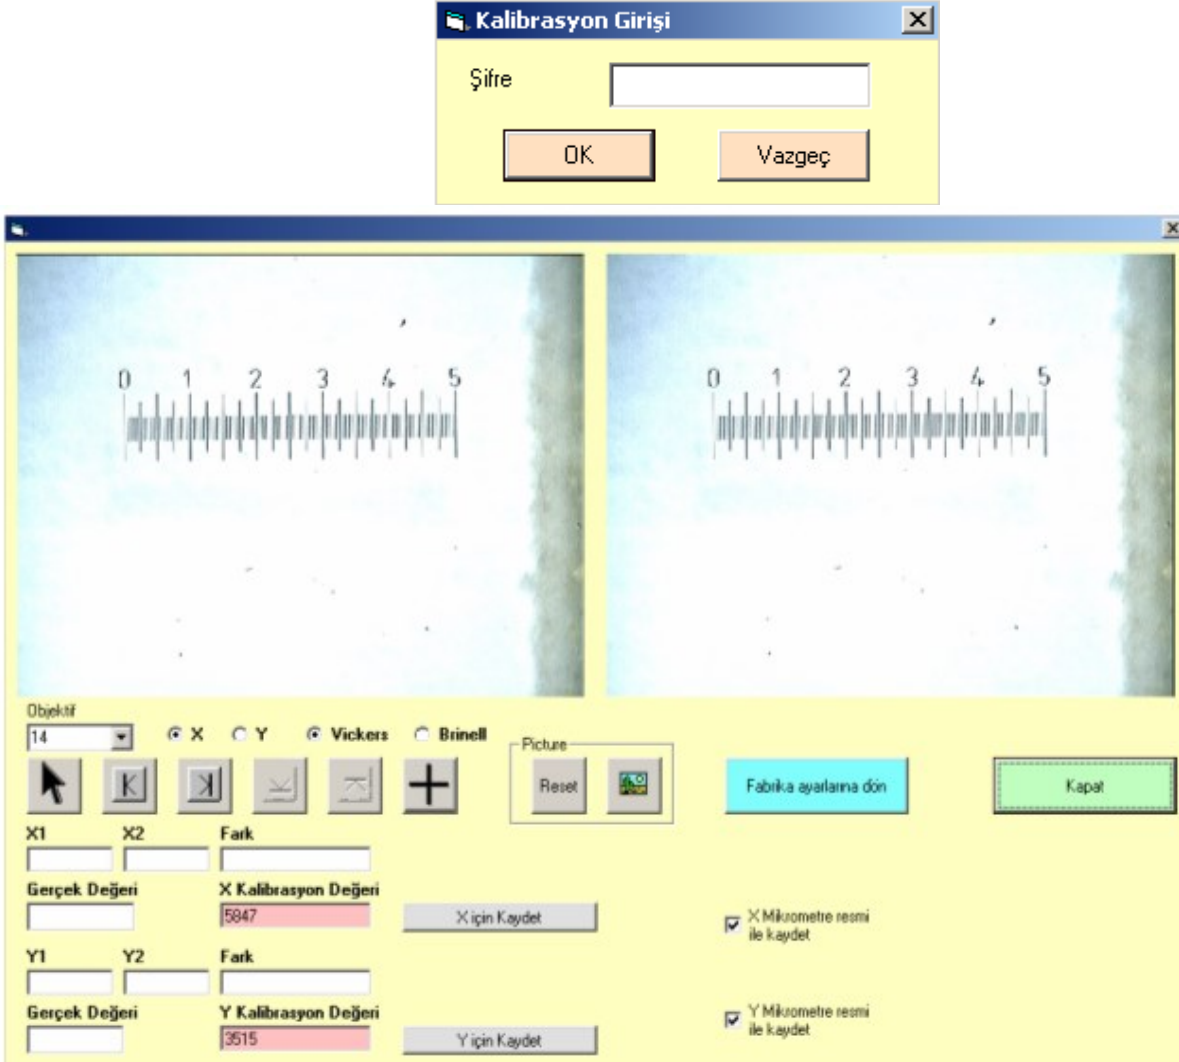 Kalibrasyon Girişi
Şifre
OK Vazgeç
0 1 2 3 4 5
0 1 2 3 4 5
Objektif
14 X Y Vickers Brinell
Picture
Reset Fabrika ayarlarına dön Kapat
X1 X2 Fark
Gerçek Değeri X Kalibrasyon Değeri
5847 X için Kaydet X Mikrometre resmi
ile kaydet
Y1 Y2 Fark
Gerçek Değeri Y Kalibrasyon Değeri
3515 Y için Kaydet Y Mikrometre resmi
ile kaydet